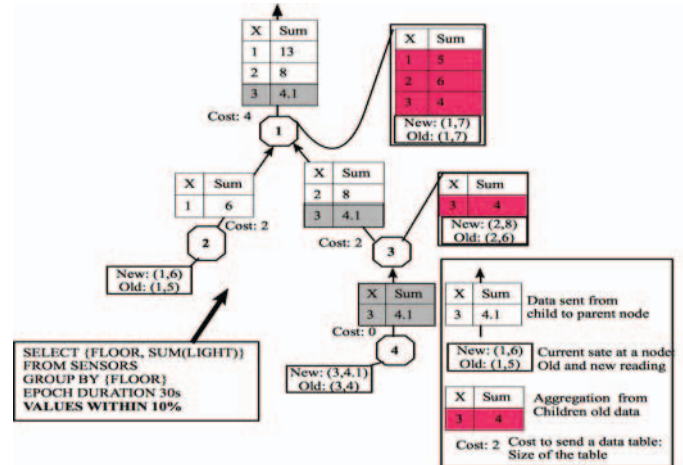 X Sum
1 13
2 8
3 4.1
Cost: 4
1
X Sum
1 5
2 6
3 4
New: (1,7)
Old: (1,7)
X Sum
1 6
Cost: 2
2
New: (1,6)
Old: (1,5)
X Sum
2 8
3 4.1
Cost: 2
3
X Sum
3 4
New: (2,8)
Old: (2,6)
X Sum
3 4.1
Cost: 0
4
New: (3,4.1)
Old: (3,4)
SELECT {FLOOR, SUM(LIGHT)}
FROM SENSORS
GROUP BY {FLOOR}
EPOCH DURATION 30s
VALUES WITHIN 10%
X Sum
3 4.1
Data sent from
child to parent node
New: (1,6)
Old: (1,5)
Current sate at a node:
Old and new reading
X Sum
3 4
Aggregation from
Children old data
Cost: 2 Cost to send a data table:
Size of the table